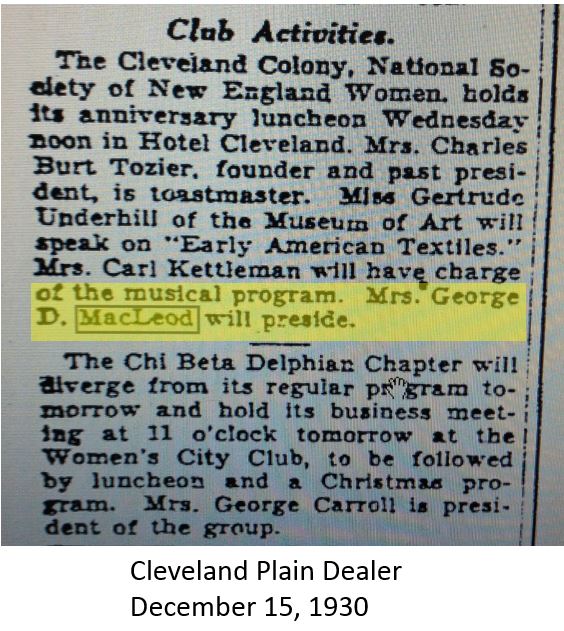 Club Activities.
The Cleveland Colony, National So-
ciety of New England Women, holds
its anniversary luncheon Wednesday
noon in Hotel Cleveland. Mrs. Charles
Burt Tozier, founder and past presi-
dent, is toastmaster. Miss Gertrude
Underhill of the Museum of Art will
speak on "Early American Textiles."
Mrs. Carl Kettleman will have charge
of the musical program. Mrs. George
D. MacLeod will preside.
The Chi Beta Delphian Chapter will
diverge from its regular program to-
morrow and hold its business meet-
ing at 11 o'clock tomorrow at the
Women's City Club, to be followed
by luncheon and a Christmas pro-
gram. Mrs. George Carroll is presi-
dent of the group.
Cleveland Plain Dealer
December 15, 1930